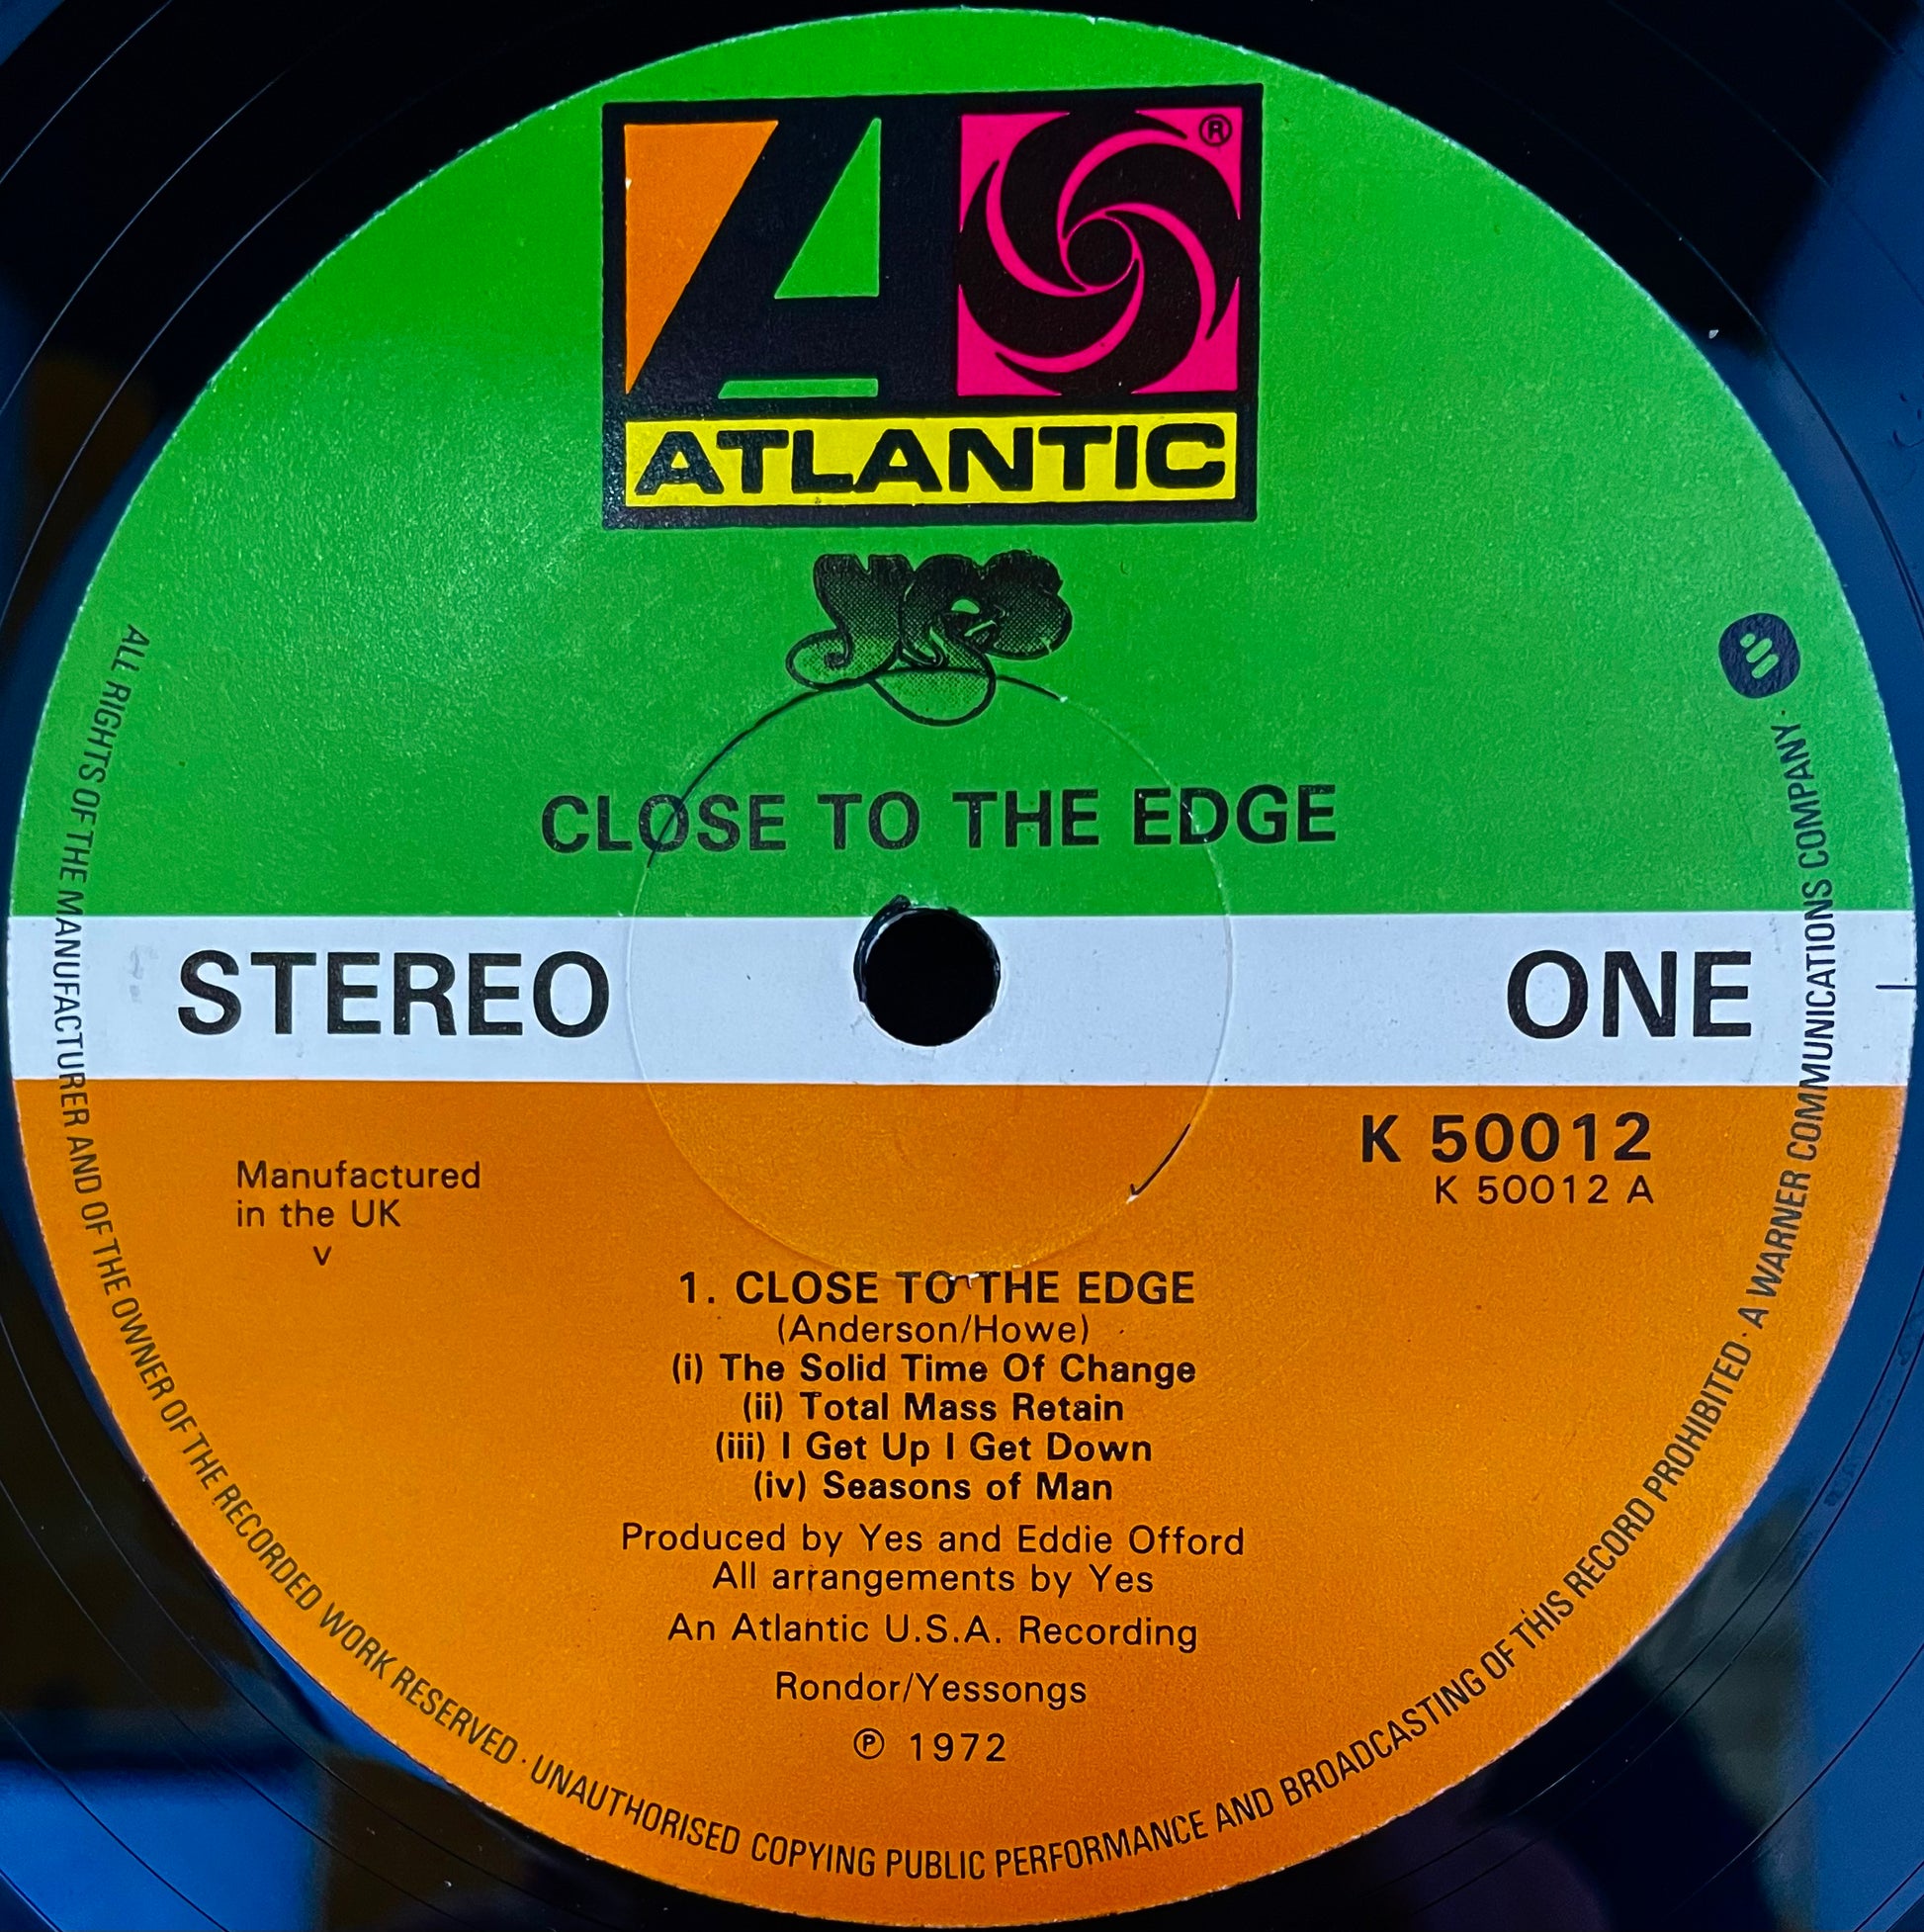 ®
ATLANTIC
yes
CLOSE TO THE EDGE
STEREO
ONE
K 50012
K 50012 A
Manufactured
in the UK
V
1. CLOSE TO THE EDGE
(Anderson/Howe)
(i) The Solid Time Of Change
(ii) Total Mass Retain
(iii) I Get Up I Get Down
(iv) Seasons of Man
Produced by Yes and Eddie Offord
All arrangements by Yes
An Atlantic U.S.A. Recording
Rondor/Yessongs
℗ 1972
ALL RIGHTS OF THE MANUFACTURER AND OF THE OWNER OF THE RECORDED WORK RESERVED · UNAUTHORISED COPYING PUBLIC PERFORMANCE AND BROADCASTING OF THIS RECORD PROHIBITED · A WARNER COMMUNICATIONS COMPANY